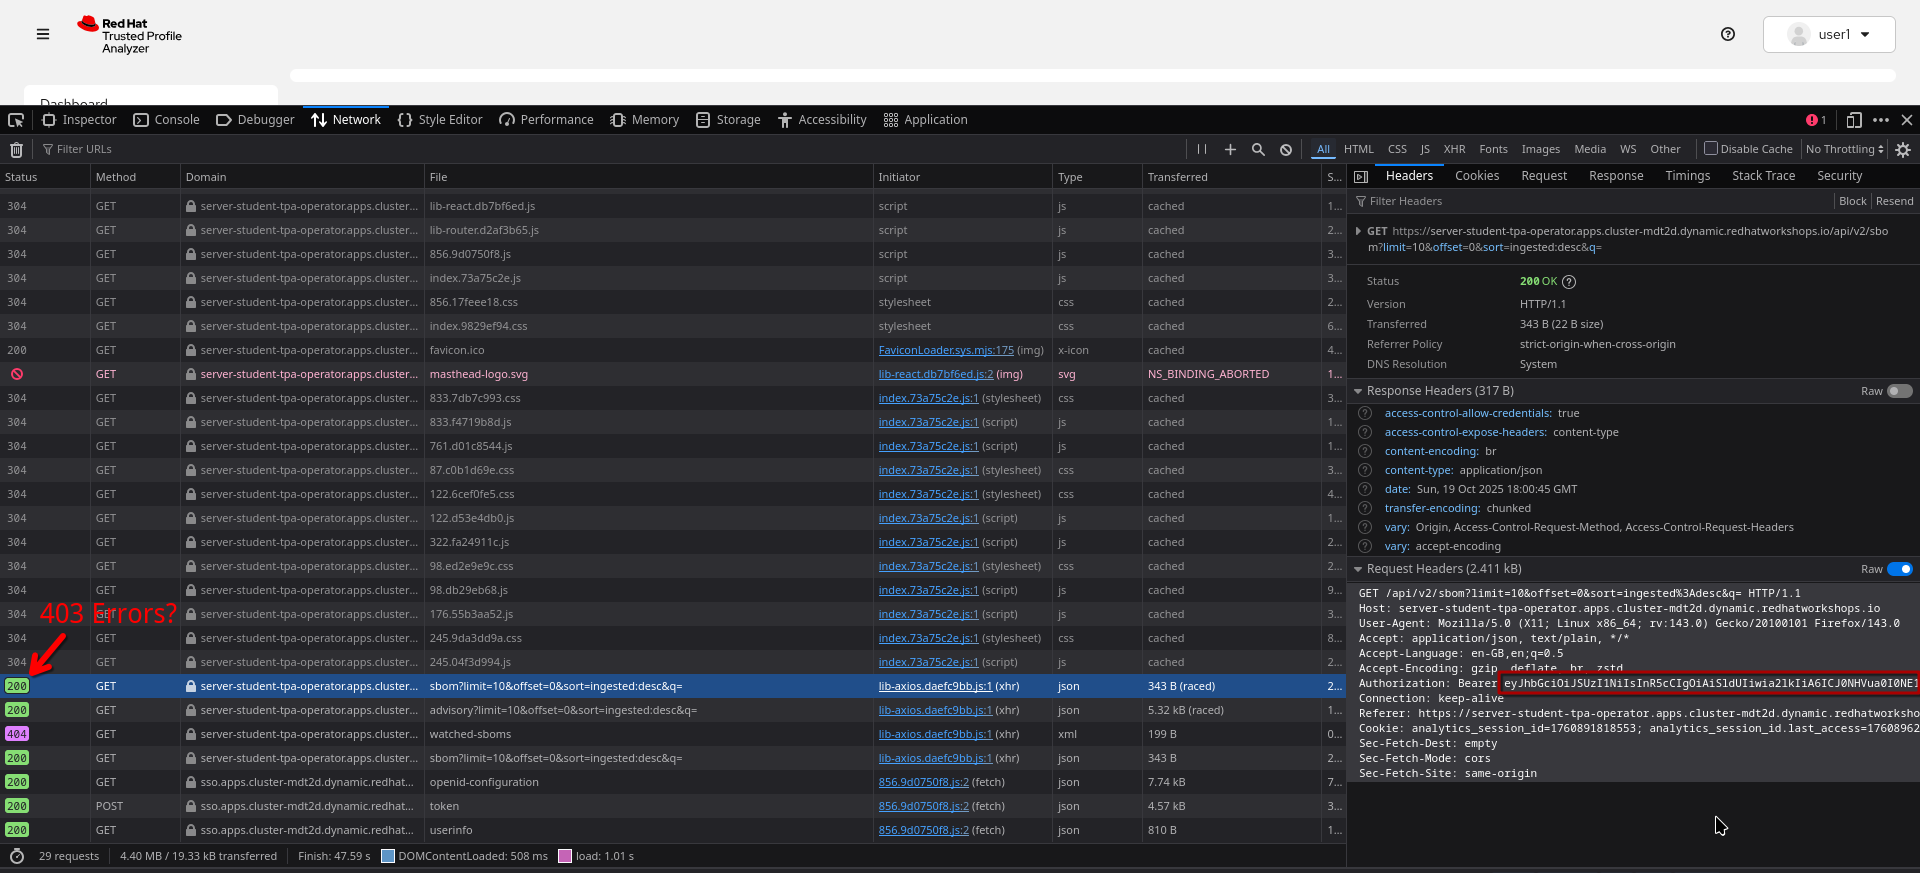 Red Hat
Trusted Profile
Analyzer
user1
Dashboard
Inspector Console Debugger Network Style Editor Performance Memory Storage Accessibility Application 1
Filter URLs All HTML CSS JS XHR Fonts Images Media WS Other Disable Cache No Throttling
Status Method Domain File Initiator Type Transferred S...
304 GET server-student-tpa-operator.apps.cluster... lib-react.db7bf6ed.js script js cached 1...
304 GET server-student-tpa-operator.apps.cluster... lib-router.d2af3b65.js script js cached 2...
304 GET server-student-tpa-operator.apps.cluster... 856.9d0750f8.js script js cached 3...
304 GET server-student-tpa-operator.apps.cluster... index.73a75c2e.js script js cached 3...
304 GET server-student-tpa-operator.apps.cluster... 856.17feee18.css stylesheet css cached 2...
304 GET server-student-tpa-operator.apps.cluster... index.9829ef94.css stylesheet css cached 6...
200 GET server-student-tpa-operator.apps.cluster... favicon.ico FaviconLoader.sys.mjs:175 (img) x-icon cached 4...
GET server-student-tpa-operator.apps.cluster... masthead-logo.svg lib-react.db7bf6ed.js:2 (img) svg NS_BINDING_ABORTED 1...
304 GET server-student-tpa-operator.apps.cluster... 833.7db7c993.css index.73a75c2e.js:1 (stylesheet) css cached 3...
304 GET server-student-tpa-operator.apps.cluster... 833.f4719b8d.js index.73a75c2e.js:1 (script) js cached 1...
304 GET server-student-tpa-operator.apps.cluster... 761.d01c8544.js index.73a75c2e.js:1 (script) js cached 1...
304 GET server-student-tpa-operator.apps.cluster... 87.c0b1d69e.css index.73a75c2e.js:1 (stylesheet) css cached 3...
304 GET server-student-tpa-operator.apps.cluster... 122.6cef0fe5.css index.73a75c2e.js:1 (stylesheet) css cached 4...
304 GET server-student-tpa-operator.apps.cluster... 122.d53e4db0.js index.73a75c2e.js:1 (script) js cached 1...
304 GET server-student-tpa-operator.apps.cluster... 322.fa24911c.js index.73a75c2e.js:1 (script) js cached 2...
304 GET server-student-tpa-operator.apps.cluster... 98.ed2e9e9c.css index.73a75c2e.js:1 (stylesheet) css cached 2...
304 GET server-student-tpa-operator.apps.cluster... 98.db29eb68.js index.73a75c2e.js:1 (script) js cached 9...
403 Errors?
304 GET server-student-tpa-operator.apps.cluster... 176.55b3aa52.js index.73a75c2e.js:1 (script) js cached 3...
304 GET server-student-tpa-operator.apps.cluster... 245.9da3dd9a.css index.73a75c2e.js:1 (stylesheet) css cached 8...
304 GET server-student-tpa-operator.apps.cluster... 245.04f3d994.js index.73a75c2e.js:1 (script) js cached 2...
200 GET server-student-tpa-operator.apps.cluster... sbom?limit=10&offset=0&sort=ingested:desc&q= lib-axios.daefc9bb.js:1 (xhr) json 343 B (raced) 2...
200 GET server-student-tpa-operator.apps.cluster... advisory?limit=10&offset=0&sort=ingested:desc&q= lib-axios.daefc9bb.js:1 (xhr) json 5.32 kB (raced) 1...
404 GET server-student-tpa-operator.apps.cluster... watched-sboms lib-axios.daefc9bb.js:1 (xhr) xml 199 B 0...
200 GET server-student-tpa-operator.apps.cluster... sbom?limit=10&offset=0&sort=ingested:desc&q= lib-axios.daefc9bb.js:1 (xhr) json 343 B 2...
200 GET sso.apps.cluster-mdt2d.dynamic.redhat... openid-configuration 856.9d0750f8.js:2 (fetch) json 7.74 kB 7...
200 POST sso.apps.cluster-mdt2d.dynamic.redhat... token 856.9d0750f8.js:2 (fetch) json 4.57 kB 3...
200 GET sso.apps.cluster-mdt2d.dynamic.redhat... userinfo 856.9d0750f8.js:2 (fetch) json 810 B 1...
29 requests 4.40 MB / 19.33 kB transferred Finish: 47.59 s DOMContentLoaded: 508 ms load: 1.01 s
Headers Cookies Request Response Timings Stack Trace Security
Filter Headers Block Resend
GET https://server-student-tpa-operator.apps.cluster-mdt2d.dynamic.redhatworkshops.io/api/v2/sbo
m?limit=10&offset=0&sort=ingested:desc&q=
Status 200 OK
Version HTTP/1.1
Transferred 343 B (22 B size)
Referrer Policy strict-origin-when-cross-origin
DNS Resolution System
Response Headers (317 B) Raw
access-control-allow-credentials: true
access-control-expose-headers: content-type
content-encoding: br
content-type: application/json
date: Sun, 19 Oct 2025 18:00:45 GMT
transfer-encoding: chunked
vary: Origin, Access-Control-Request-Method, Access-Control-Request-Headers
vary: accept-encoding
Request Headers (2.411 kB) Raw
GET /api/v2/sbom?limit=10&offset=0&sort=ingested%3Adesc&q= HTTP/1.1
Host: server-student-tpa-operator.apps.cluster-mdt2d.dynamic.redhatworkshops.io
User-Agent: Mozilla/5.0 (X11; Linux x86_64; rv:143.0) Gecko/20100101 Firefox/143.0
Accept: application/json, text/plain, */*
Accept-Language: en-GB,en;q=0.5
Accept-Encoding: gzip, deflate, br, zstd
Authorization: Bearer eyJhbGciOiJSUzI1NiIsInR5cCIgOiAiSldUIiwia2lkIiA6ICJ0NHVua0I0NE1
Connection: keep-alive
Referer: https://server-student-tpa-operator.apps.cluster-mdt2d.dynamic.redhatworksho
Cookie: analytics_session_id=1760891818553; analytics_session_id.last_access=17608962
Sec-Fetch-Dest: empty
Sec-Fetch-Mode: cors
Sec-Fetch-Site: same-origin